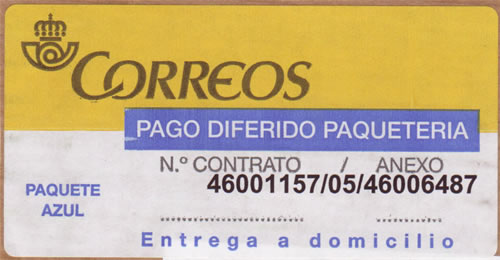 CORREOS
PAGO DIFERIDO PAQUETERIA
N.º CONTRATO / ANEXO
46001157/05/46006487
PAQUETE
AZUL
Entrega a domicilio